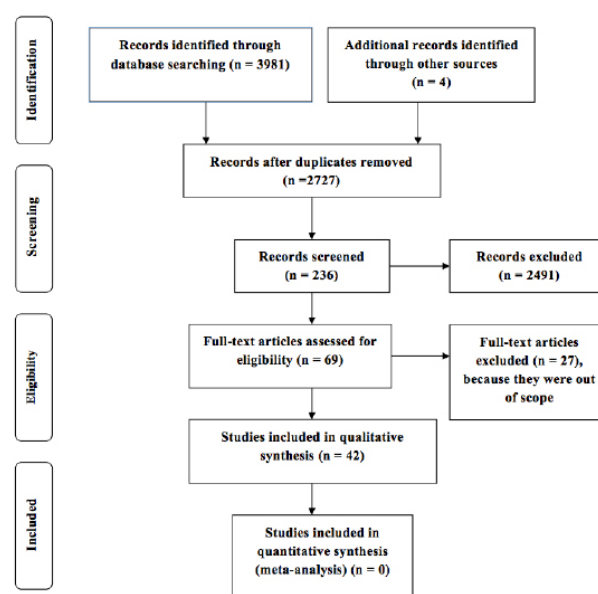 Identification
Records identified through
database searching (n = 3981)
Additional records identified
through other sources
(n = 4)
Records after duplicates removed
(n =2727)
Screening
Records screened
(n = 236)
Records excluded
(n = 2491)
Eligibility
Full-text articles assessed for
eligibility (n = 69)
Full-text articles
excluded (n = 27),
because they were out
of scope
Studies included in qualitative
synthesis (n = 42)
Included
Studies included in
quantitative synthesis
(meta-analysis) (n = 0)